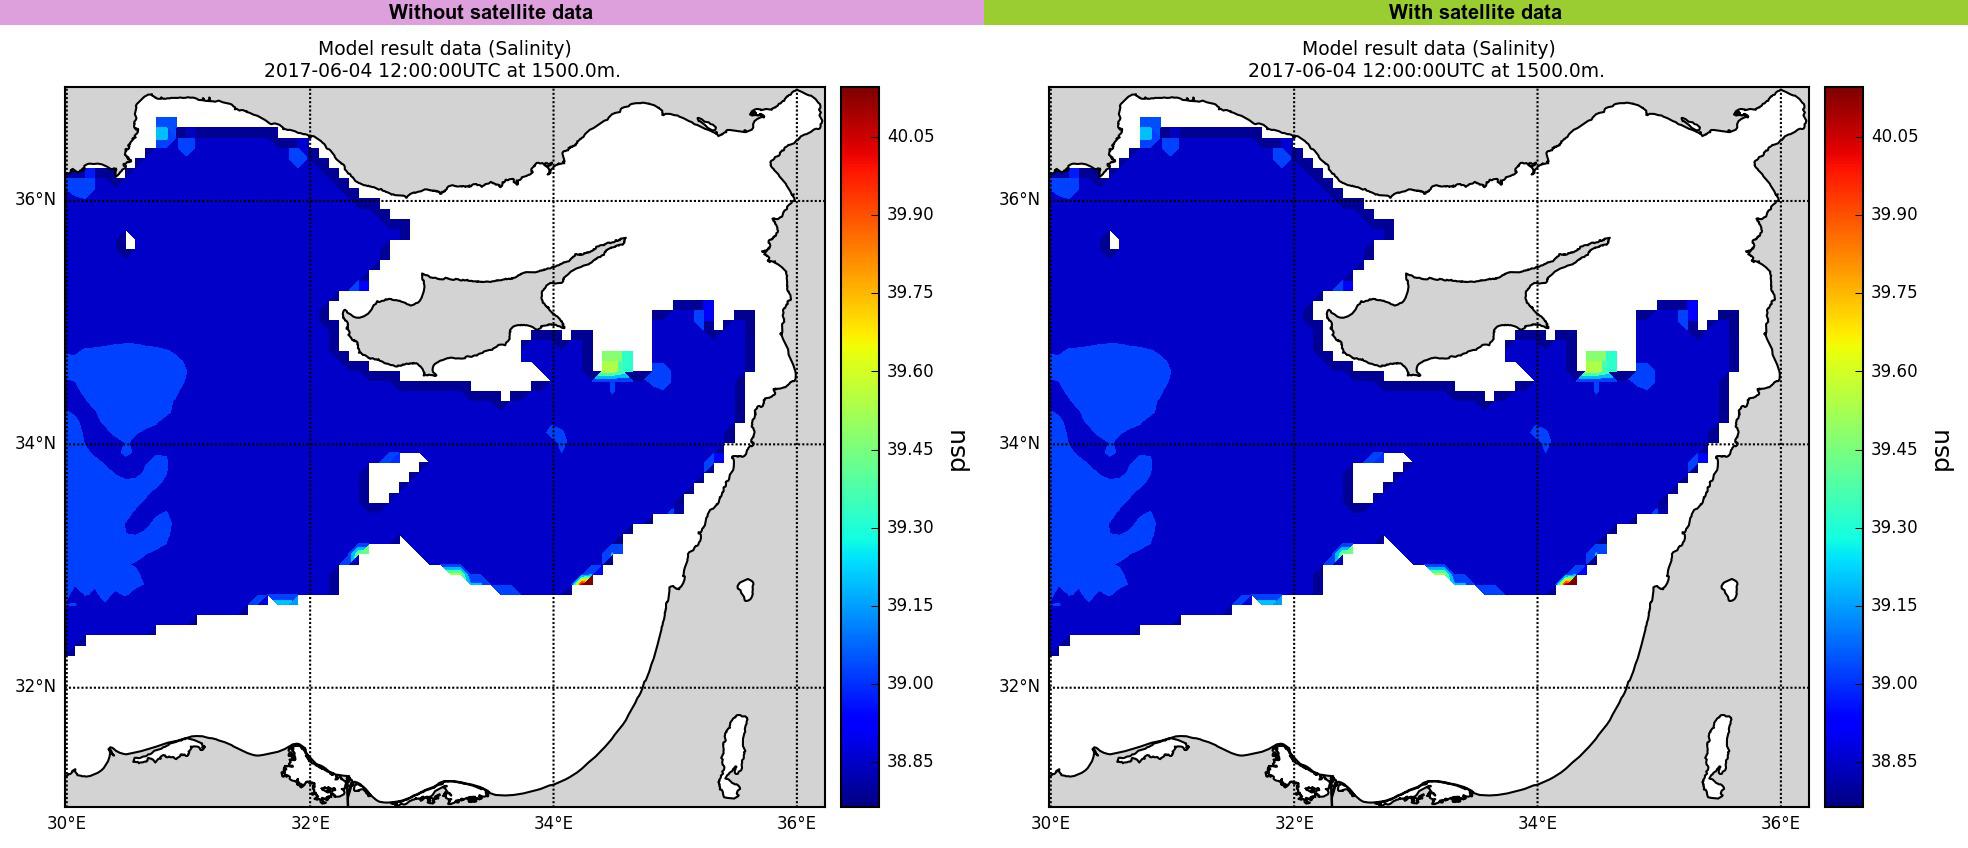 Without satellite data
With satellite data
Model result data (Salinity)
2017-06-04 12:00:00UTC at 1500.0m.
36°N
34°N
32°N
30°E 32°E 34°E 36°E
40.05
39.90
39.75
39.60
39.45
39.30
39.15
39.00
38.85
psu
Model result data (Salinity)
2017-06-04 12:00:00UTC at 1500.0m.
36°N
34°N
32°N
30°E 32°E 34°E 36°E
40.05
39.90
39.75
39.60
39.45
39.30
39.15
39.00
38.85
psu